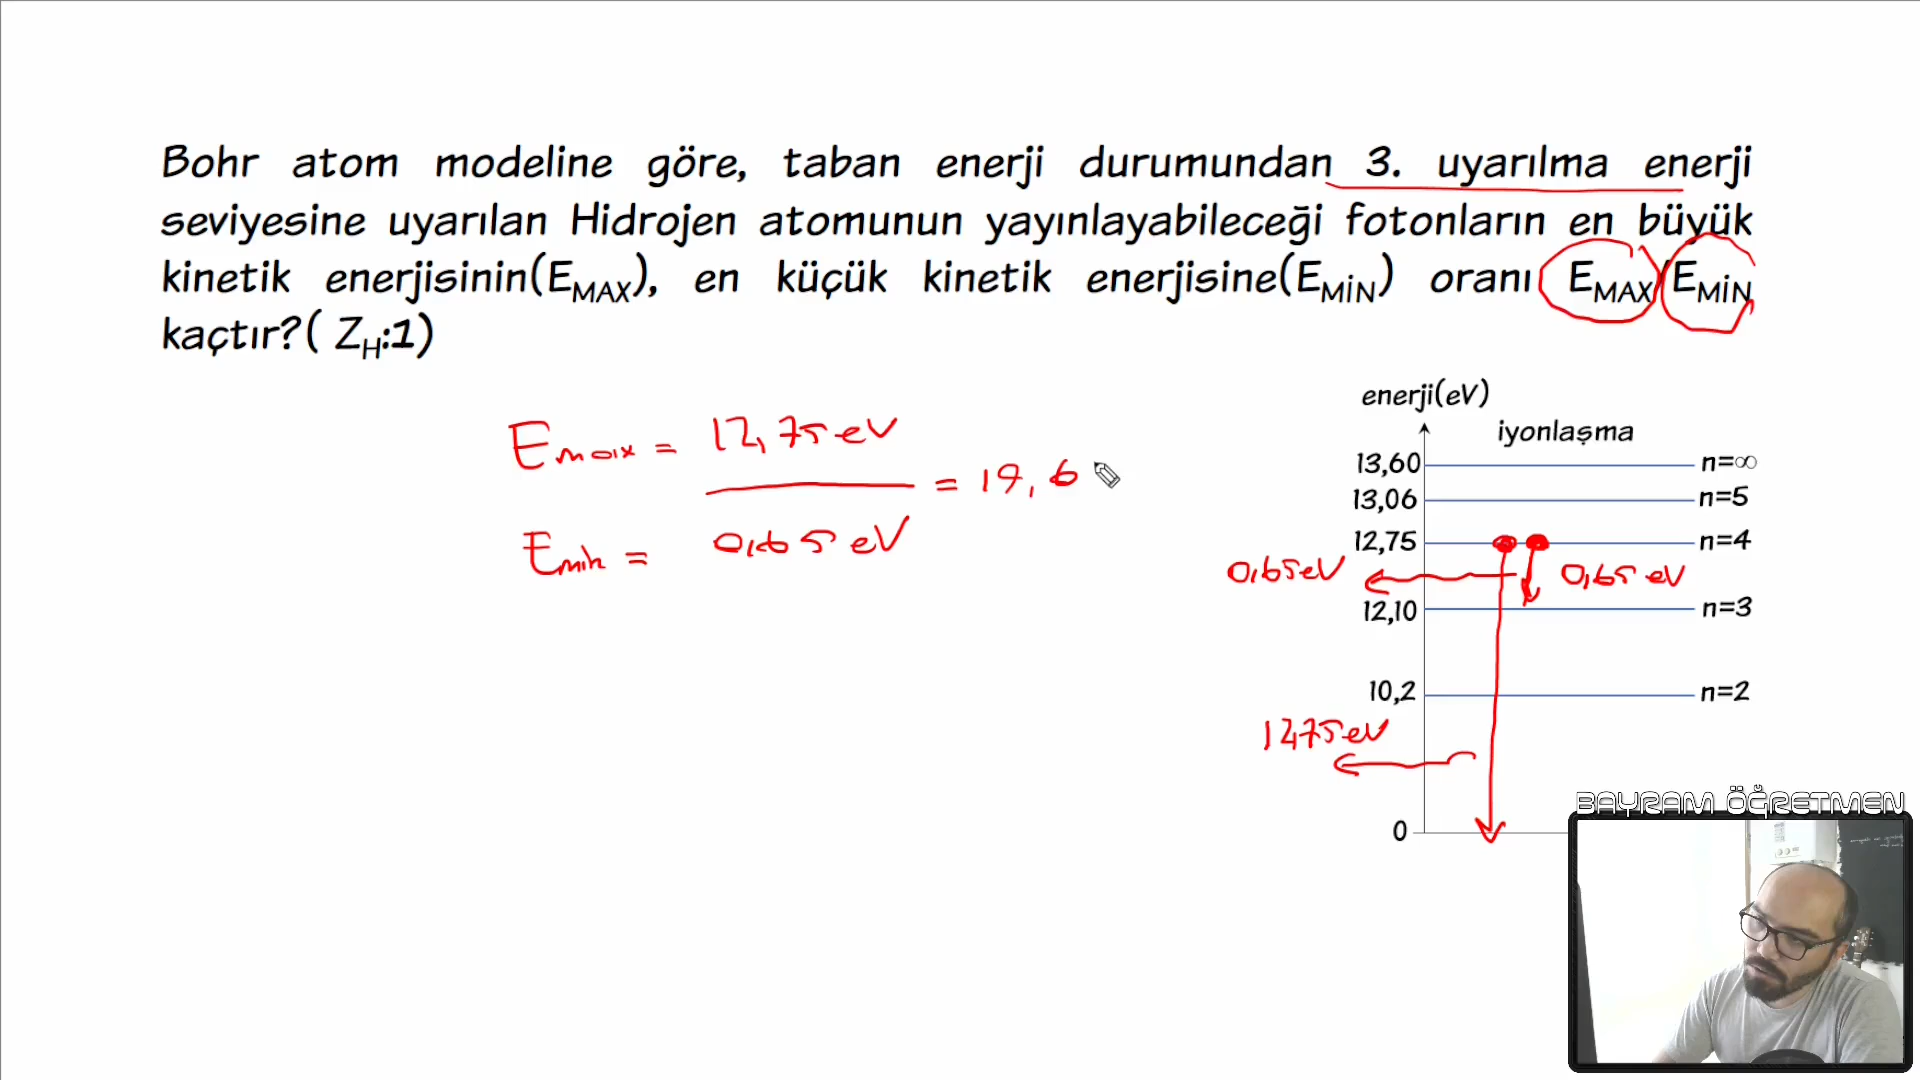 Bohr atom modeline göre, taban enerji durumundan 3. uyarılma enerji
seviyesine uyarılan Hidrojen atomunun yayınlayabileceği fotonların en büyük
kinetik enerjisinin(EMAX), en küçük kinetik enerjisine(EMİN) oranı EMAX/EMİN
kaçtır?( ZH:1)
Emax = 12,75 eV
= 19,6
Emin = 0,65 eV
enerji(eV)
iyonlaşma
13,60 n=∞
13,06 n=5
12,75 n=4
0,65 eV
0,65 eV
12,10 n=3
10,2 n=2
12,75 eV
0
BAYRAM ÖĞRETMEN